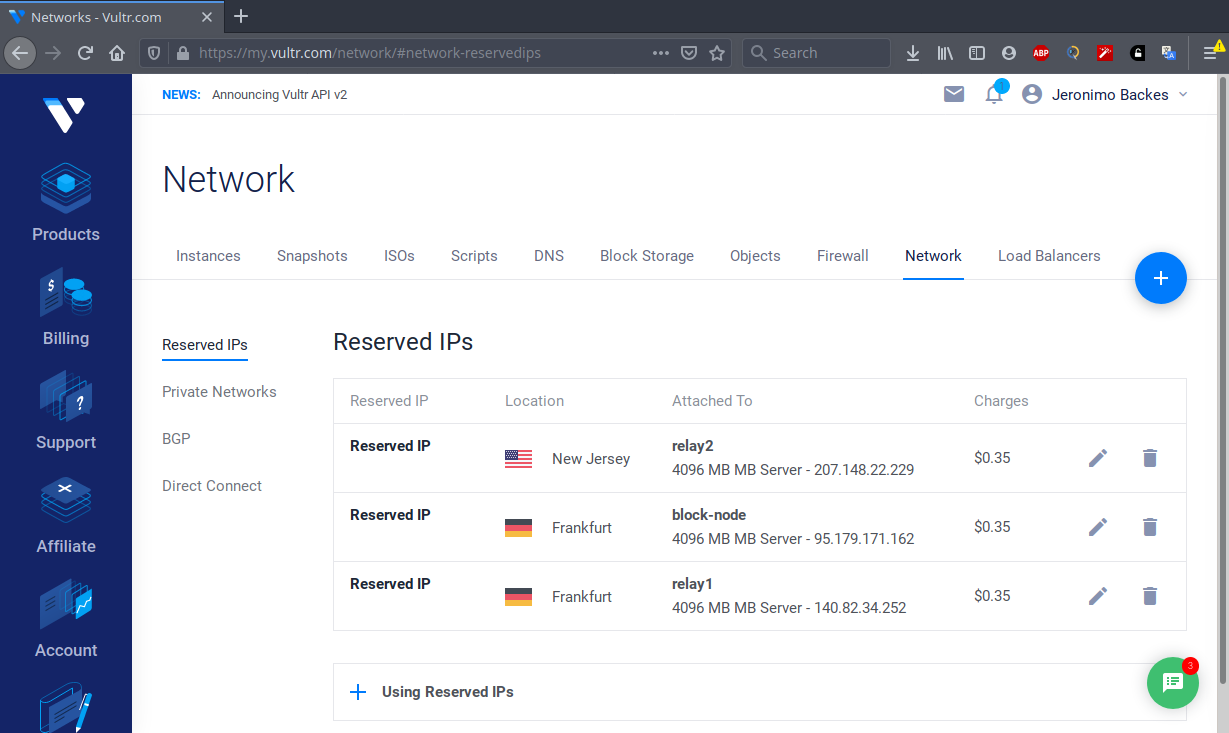 Networks - Vultr.com
https://my.vultr.com/network/#network-reservedips
Search
ABP
NEWS: Announcing Vultr API v2
Jeronimo Backes
Products
Billing
Support
Affiliate
Account
Network
Instances Snapshots ISOs Scripts DNS Block Storage Objects Firewall Network Load Balancers
Reserved IPs
Private Networks
BGP
Direct Connect
Reserved IPs
Reserved IP Location Attached To Charges
Reserved IP New Jersey relay2 $0.35
4096 MB MB Server - 207.148.22.229
Reserved IP Frankfurt block-node $0.35
4096 MB MB Server - 95.179.171.162
Reserved IP Frankfurt relay1 $0.35
4096 MB MB Server - 140.82.34.252
Using Reserved IPs
3